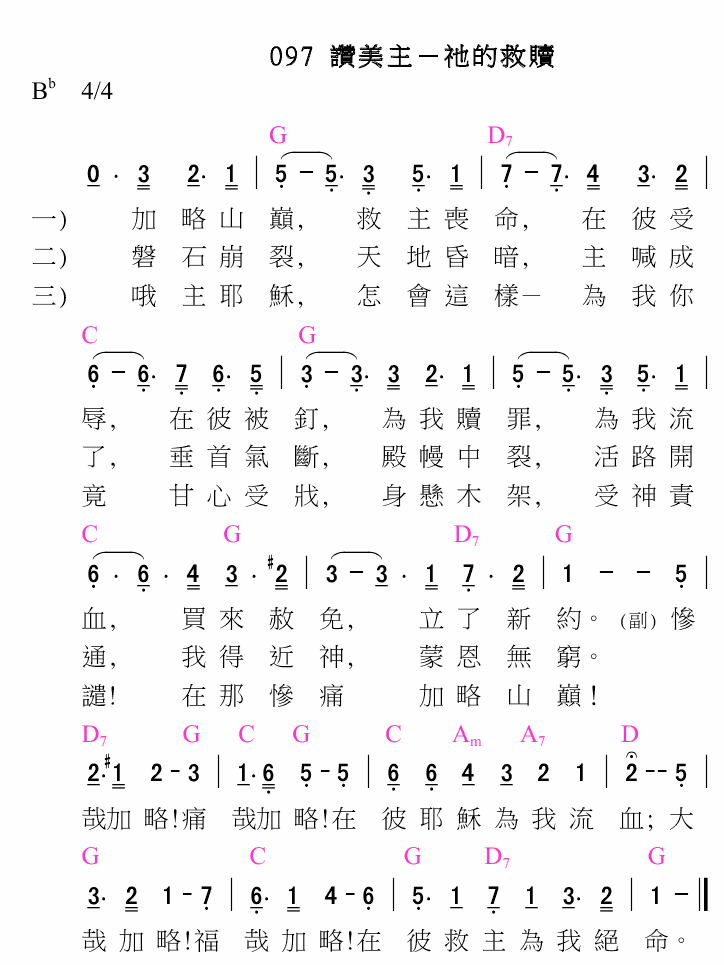 097 讚美主－祂的救贖
B♭ 4/4
G D7
0 · 3 2· 1 | 5 － 5· 3 5· 1 | 7 － 7· 4 3· 2 |
一) 加 略 山 巔, 救 主 喪 命, 在 彼 受
二) 磐 石 崩 裂, 天 地 昏 暗, 主 喊 成
三) 哦 主 耶 穌, 怎 會 這 樣─ 為 我 你
C G
6 － 6· 7 6· 5 | 3 － 3· 3 2· 1 | 5 － 5· 3 5· 1 |
辱, 在 彼 被 釘, 為 我 贖 罪, 為 我 流
了, 垂 首 氣 斷, 殿 幔 中 裂, 活 路 開
竟 甘 心 受 戕, 身 懸 木 架, 受 神 責
C G D7 G
6 · 6 · 4 3 · #2 | 3 － 3 · 1 7 · 2 | 1 － － 5 |
血, 買 來 赦 免, 立 了 新 約。 (副) 慘
通, 我 得 近 神, 蒙 恩 無 窮。
譴! 在 那 慘 痛 加 略 山 巔!
D7 G C G C Am A7 D
2·#1 2－3 | 1·6 5－5 | 6 6 4 3 2 1 | 2－－5 |
哉加 略!痛 哉加 略!在 彼 耶 穌 為 我 流 血; 大
G C G D7 G
3· 2 1－7 | 6· 1 4－6 | 5· 1 7 1 3· 2 | 1 － ‖
哉 加 略!福 哉 加 略!在 彼 救 主 為 我 絕 命。